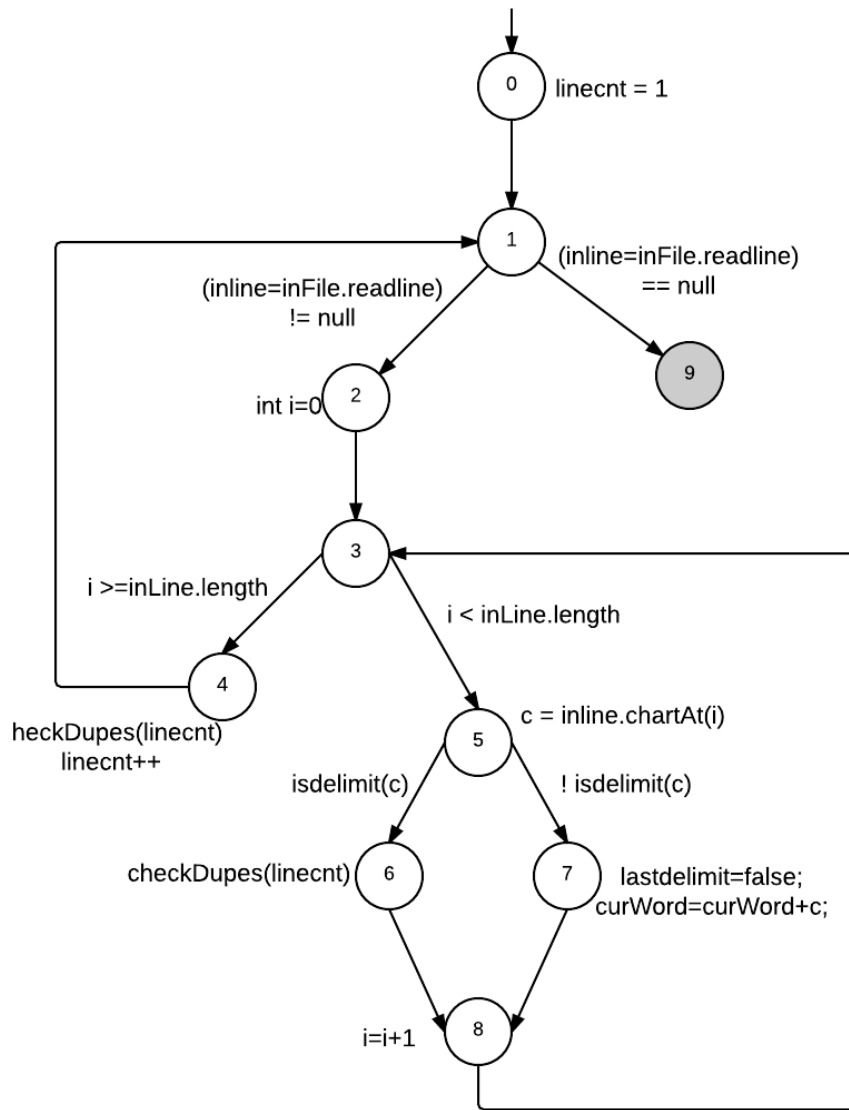 0
linecnt = 1
1
(inline=inFile.readline)
!= null
(inline=inFile.readline)
== null
2
int i=0
9
3
i >=inLine.length
i < inLine.length
4
heckDupes(linecnt)
linecnt++
5
c = inline.chartAt(i)
isdelimit(c)
! isdelimit(c)
checkDupes(linecnt)
6
7
lastdelimit=false;
curWord=curWord+c;
8
i=i+1